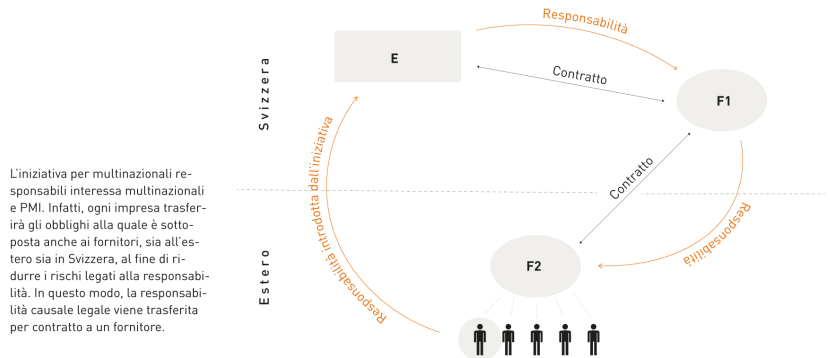 Responsabilità
E
Contratto
F1
Svizzera
L'iniziativa per multinazionali re-
sponsabili interessa multinazionali
e PMI. Infatti, ogni impresa trasfer-
irà gli obblighi alla quale è sotto-
posta anche ai fornitori, sia all'es-
tero sia in Svizzera, al fine di ri-
durre i rischi legati alla responsabi-
lità. In questo modo, la responsabi-
lità causale legale viene trasferita
per contratto a un fornitore.
Responsabilità introdotta dall'iniziativa
Contratto
Responsabilità
Estero
F2